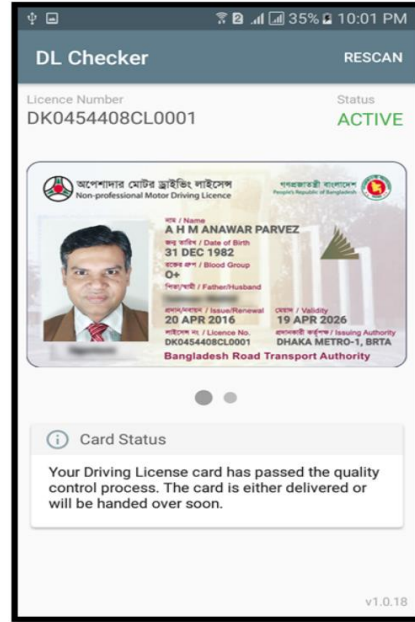 35% 10:01 PM
DL Checker RESCAN
Licence Number Status
DK0454408CL0001 ACTIVE
অপেশাদার মোটর ড্রাইভিং লাইসেন্স গণপ্রজাতন্ত্রী বাংলাদেশ
Non-professional Motor Driving Licence People's Republic of Bangladesh
নাম / Name
A H M ANAWAR PARVEZ
জন্ম তারিখ / Date of Birth
31 DEC 1982
রক্তের গ্রুপ / Blood Group
O+
পিতা/স্বামী / Father/Husband
প্রদান/নবায়ন / Issue/Renewal মেয়াদ / Validity
20 APR 2016 19 APR 2026
লাইসেন্স নং / Licence No. প্রদানকারী কর্তৃপক্ষ / Issuing Authority
DK0454408CL0001 DHAKA METRO-1, BRTA
Bangladesh Road Transport Authority
Card Status
Your Driving License card has passed the quality
control process. The card is either delivered or
will be handed over soon.
v1.0.18